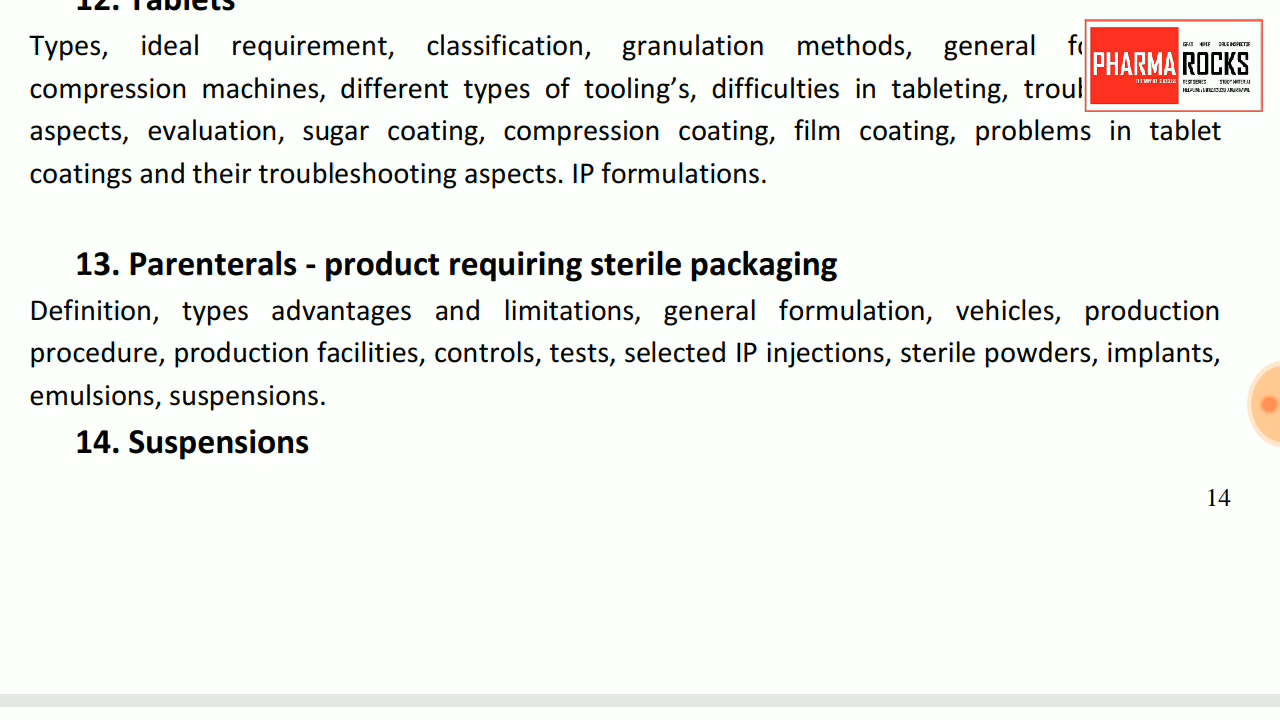 12. Tablets
Types, ideal requirement, classification, granulation methods, general
compression machines, different types of tooling’s, difficulties in tableting,
aspects, evaluation, sugar coating, compression coating, film coating, problems in tablet
coatings and their troubleshooting aspects. IP formulations.
PHARMA ROCKS
13. Parenterals - product requiring sterile packaging
Definition, types advantages and limitations, general formulation, vehicles, production
procedure, production facilities, controls, tests, selected IP injections, sterile powders, implants,
emulsions, suspensions.
14. Suspensions
14